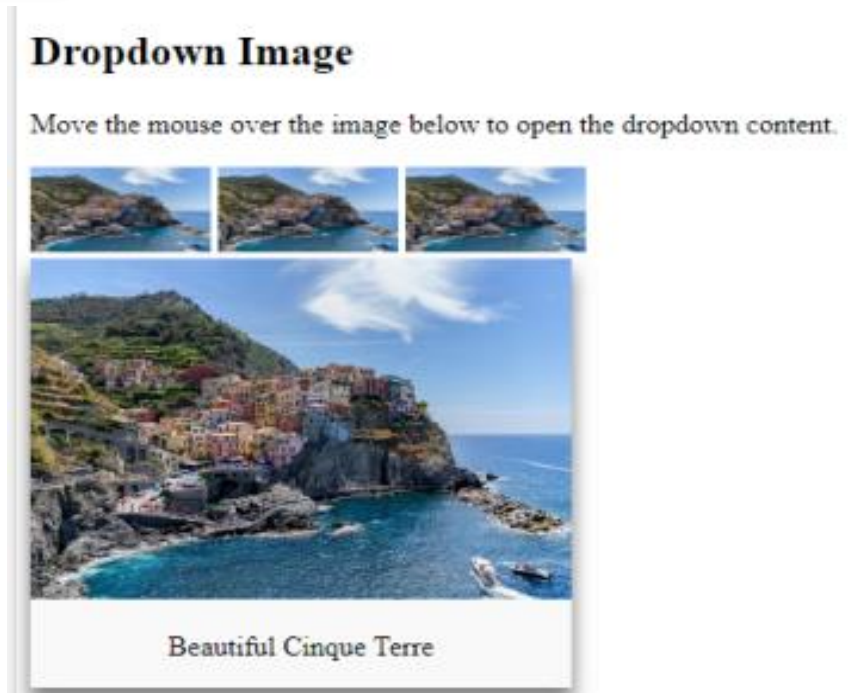 Dropdown Image
Move the mouse over the image below to open the dropdown content.
Beautiful Cinque Terre